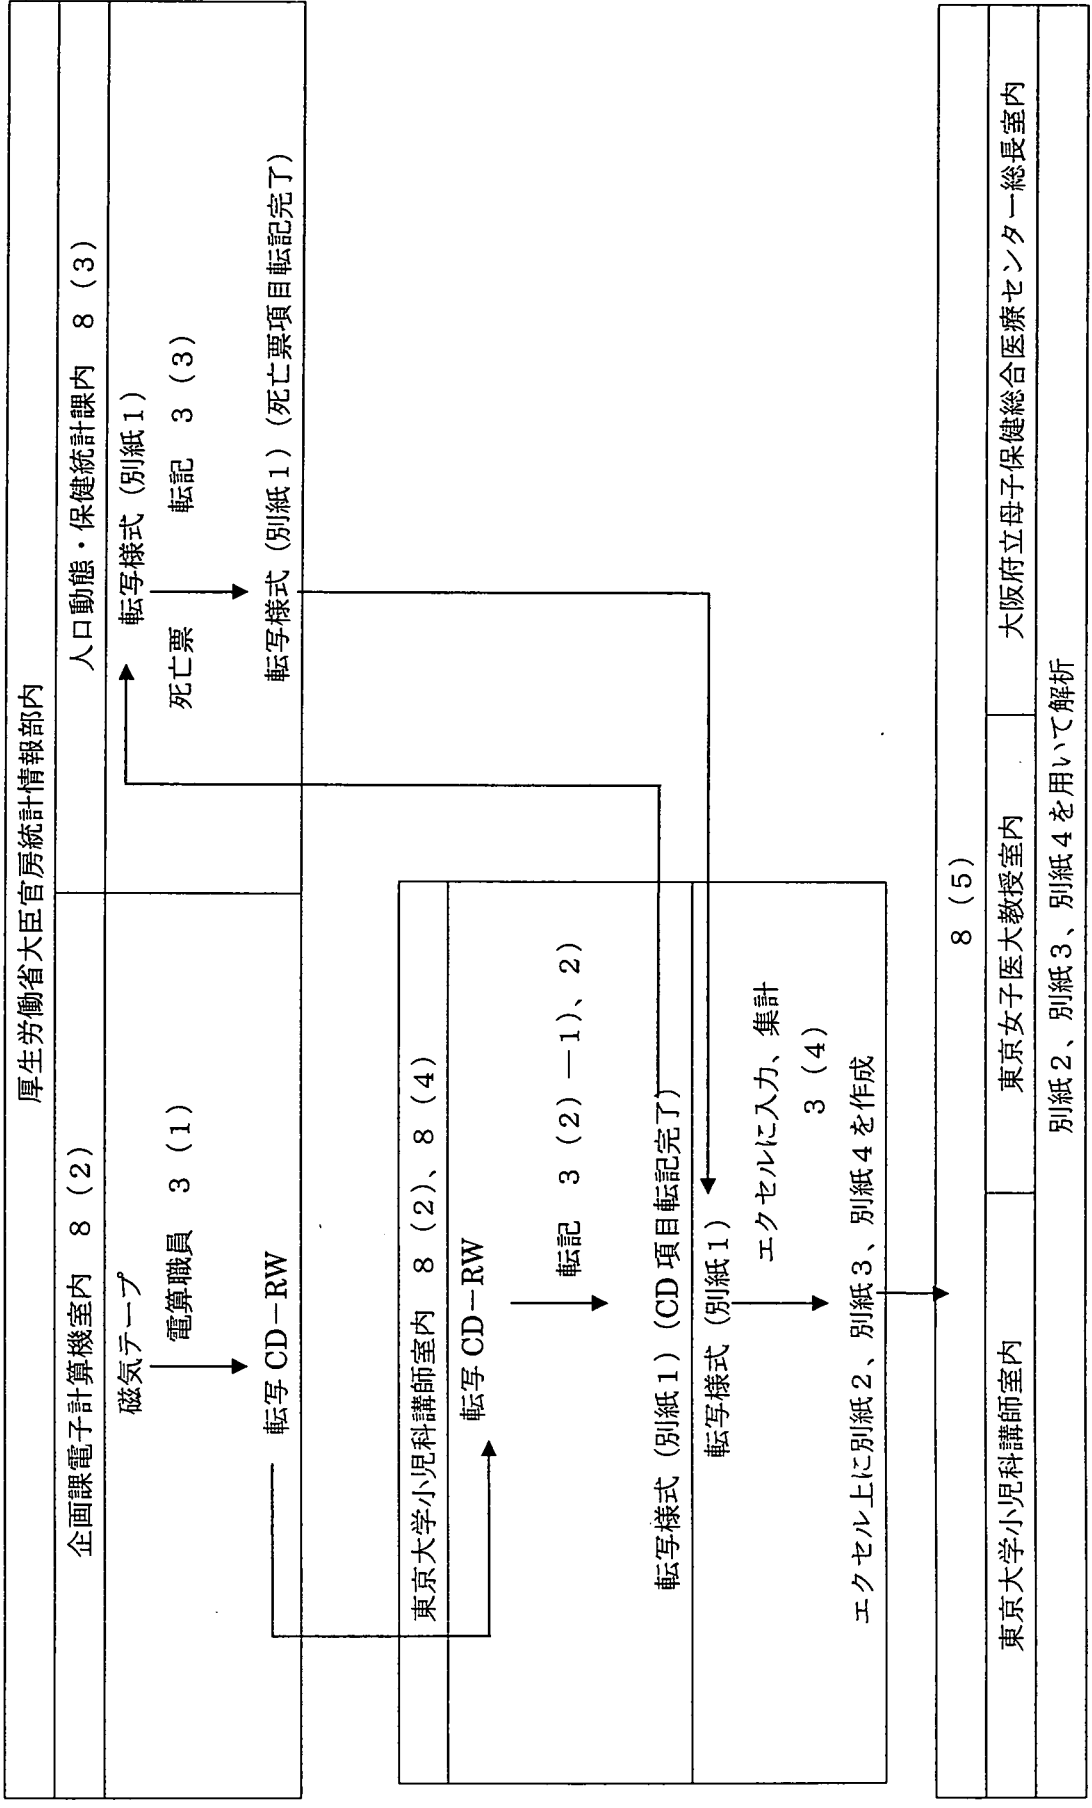 厚生労働省大臣官房統計情報部内
企画課電子計算機室内　８（２）
磁気テープ
電算職員　３（１）
転写 CD－RW
人口動態・保健統計課内　８（３）
転写様式（別紙１）
死亡票　転記　３（３）
転写様式（別紙１）（死亡票項目転記完了）
東京大学小児科講師室内　８（２）、８（４）
転写 CD－RW
転記　３（２）―１）、２）
転写様式（別紙１）（CD 項目転記完了）
転写様式（別紙１）
エクセルに入力、集計
３（４）
エクセル上に別紙２、別紙３、別紙４を作成
８（５）
東京大学小児科講師室内
東京女子医大教授室内
大阪府立母子保健総合医療センター総長室内
別紙２、別紙３、別紙４を用いて解析